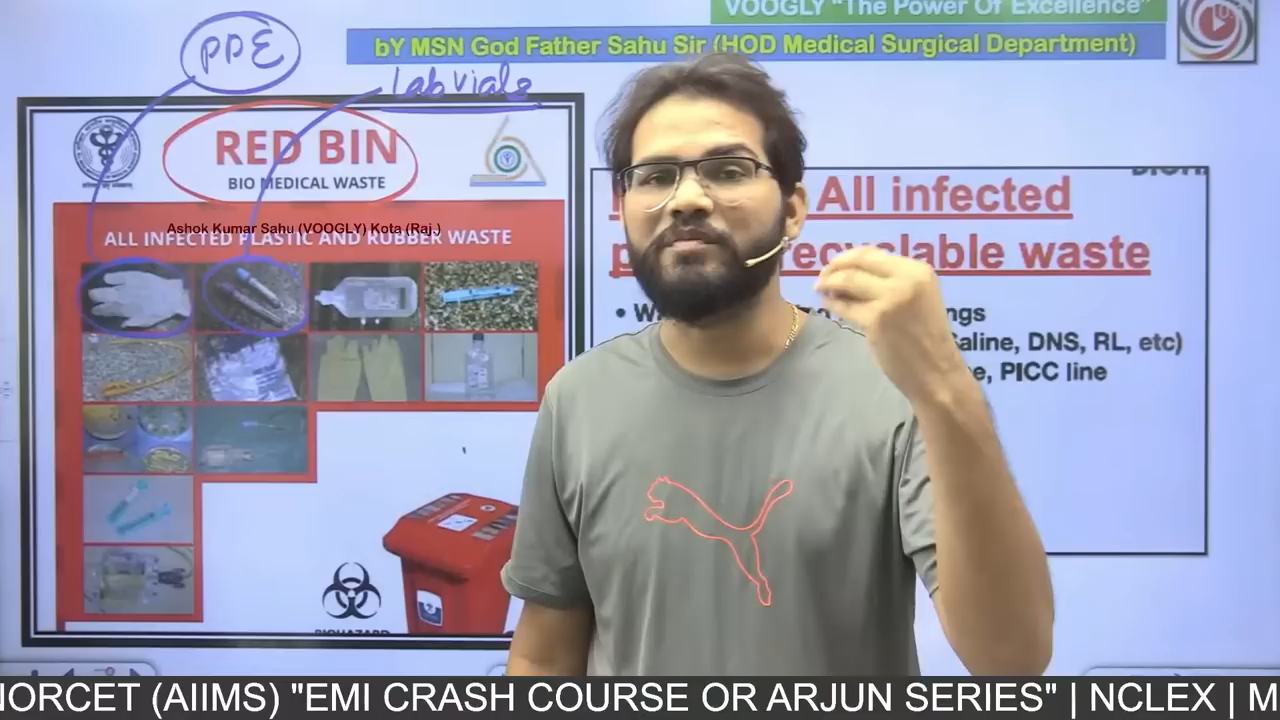 VOOGLY "The Power Of Excellence"
bY MSN God Father Sahu Sir (HOD Medical Surgical Department)
PPE
Lab vials
RED BIN
BIO MEDICAL WASTE
Ashok Kumar Sahu (VOOGLY) Kota (Raj.)
ALL INFECTED PLASTIC AND RUBBER WASTE
BIOHAZARD
All infected
recyclable waste
ngs
Saline, DNS, RL, etc)
PICC line
NORCET (AIIMS) "EMI CRASH COURSE OR ARJUN SERIES" | NCLEX | M